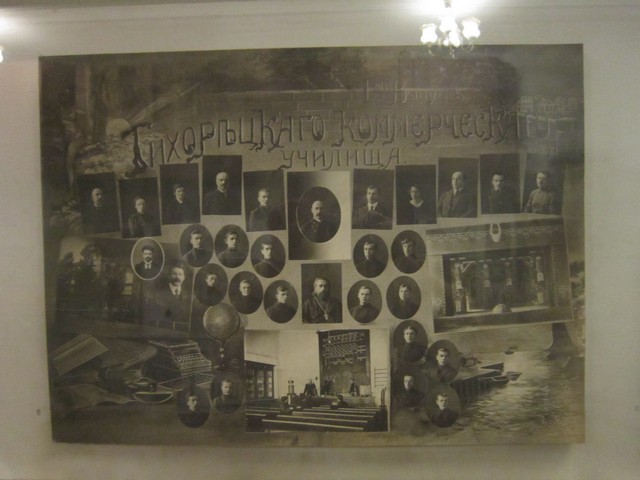 Тихорѣцкаго коммерческаго
училища.